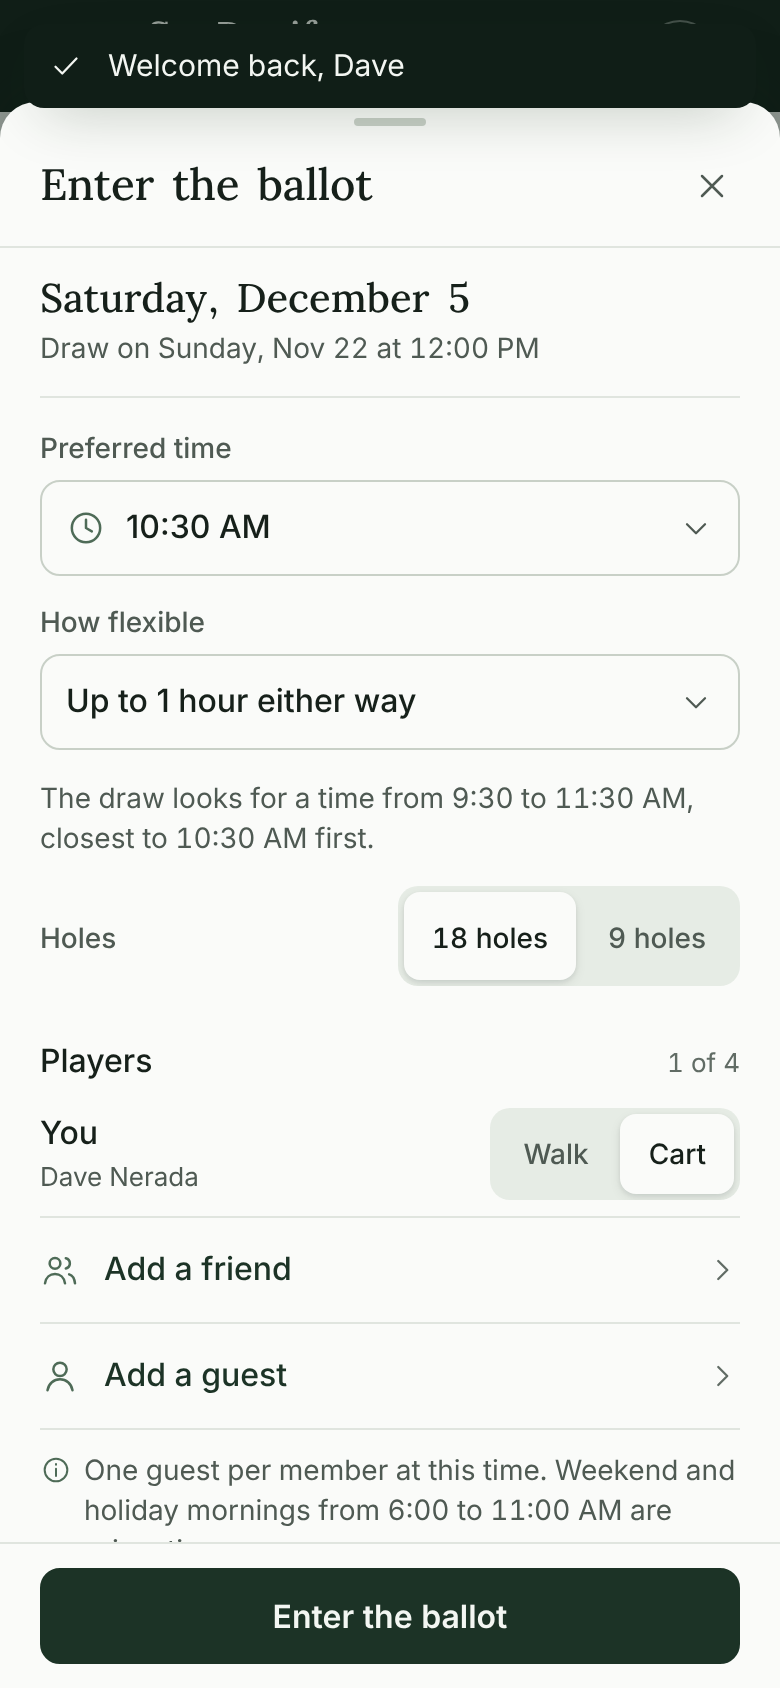 Welcome back, Dave
Enter the ballot
Saturday, December 5
Draw on Sunday, Nov 22 at 12:00 PM
Preferred time
10:30 AM
How flexible
Up to 1 hour either way
The draw looks for a time from 9:30 to 11:30 AM,
closest to 10:30 AM first.
Holes
18 holes
9 holes
Players
1 of 4
You
Walk
Cart
Dave Nerada
Add a friend
Add a guest
One guest per member at this time. Weekend and
holiday mornings from 6:00 to 11:00 AM are
Enter the ballot